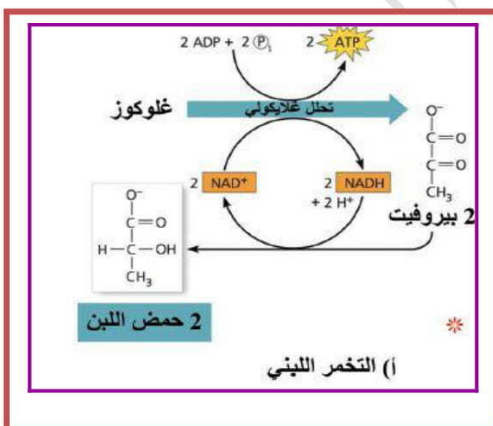 2 ADP + 2 Ⓟi 2 ATP
غلوكوز
تحلل غلايكولي
O⁻
C=O
C=O
CH₃
2 بيروفيت
2 NAD⁺
2 NADH
+ 2 H⁺
O⁻
C=O
H—C—OH
CH₃
2 حمض اللبن
أ) التخمر اللبني